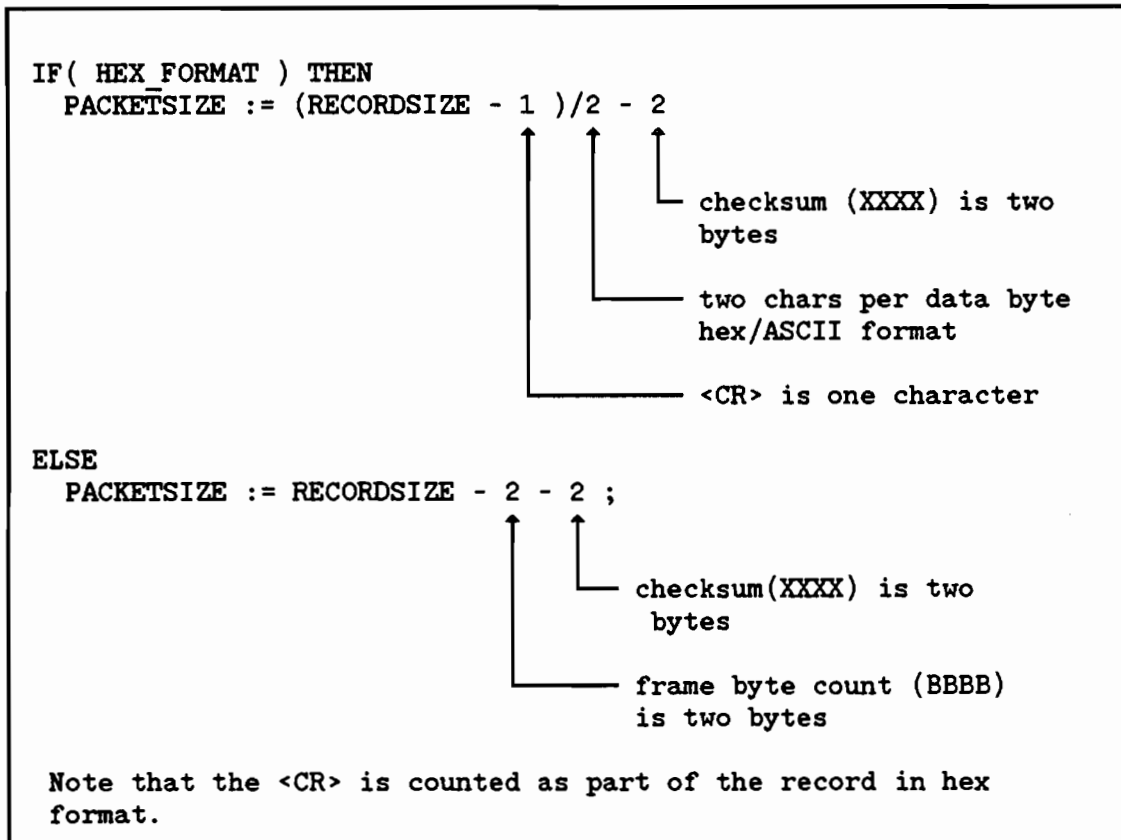 IF( HEX_FORMAT ) THEN
PACKETSIZE := (RECORDSIZE - 1 )/2 - 2
checksum (XXXX) is two
bytes
two chars per data byte
hex/ASCII format
<CR> is one character
ELSE
PACKETSIZE := RECORDSIZE - 2 - 2 ;
checksum(XXXX) is two
bytes
frame byte count (BBBB)
is two bytes
Note that the <CR> is counted as part of the record in hex
format.